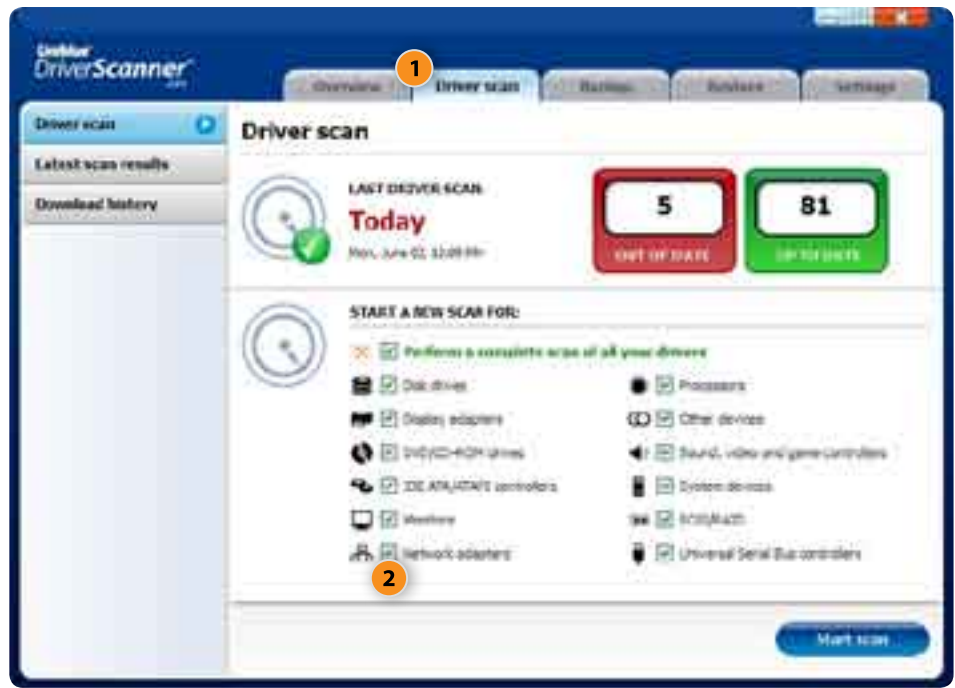 Uniblue
DriverScanner
1
Overview
Driver scan
Backup
Restore
Settings
Driver scan
Latest scan results
Download history
Driver scan
LAST DRIVER SCAN:
Today
Mon, June 02, 
5
OUT OF DATE
81
UP TO DATE
START A NEW SCAN FOR:
Perform a complete scan of all your drivers
Disk drives
Processors
Display adapters
Other devices
DVD/CD-ROM drives
Sound, video and game controllers
IDE ATA/ATAPI controllers
System devices
Monitors
Network adapters
Universal Serial Bus controllers
2
Start scan